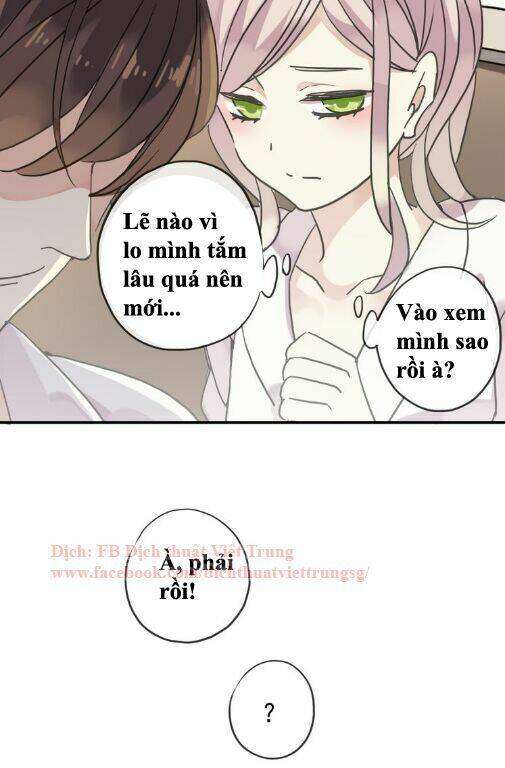 Lẽ nào vì
lo mình tắm
lâu quá nên
mới...
Vào xem
mình sao
rồi à?
Dịch: FB Dịch thuật Việt Trung
www.facebook.com/dichthuatviettrungsg/
À, phải
rồi!
?